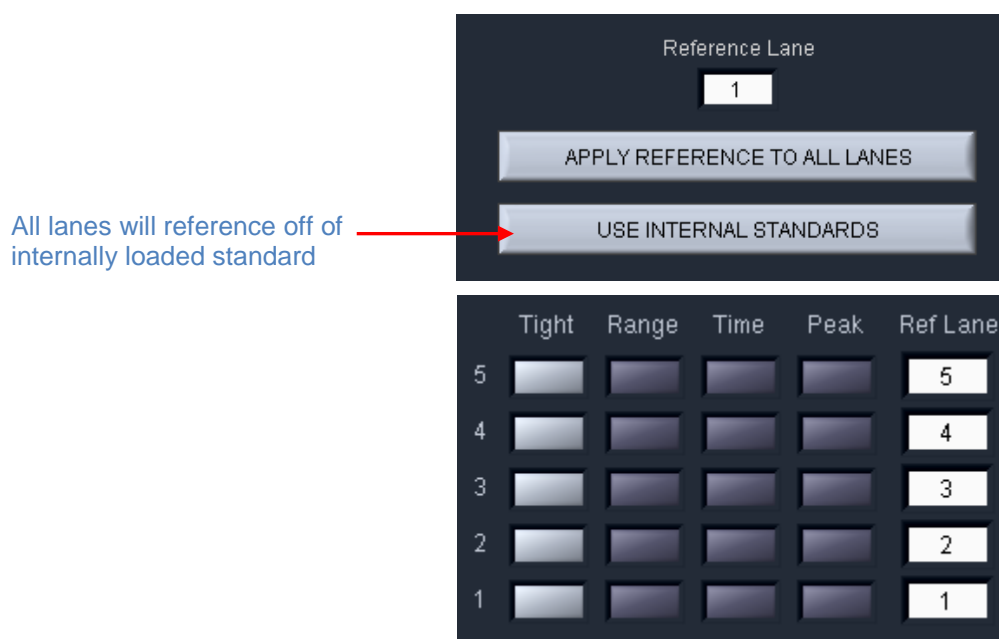 Reference Lane
1
APPLY REFERENCE TO ALL LANES
All lanes will reference off of
internally loaded standard
USE INTERNAL STANDARDS
Tight Range Time Peak Ref Lane
5 5
4 4
3 3
2 2
1 1